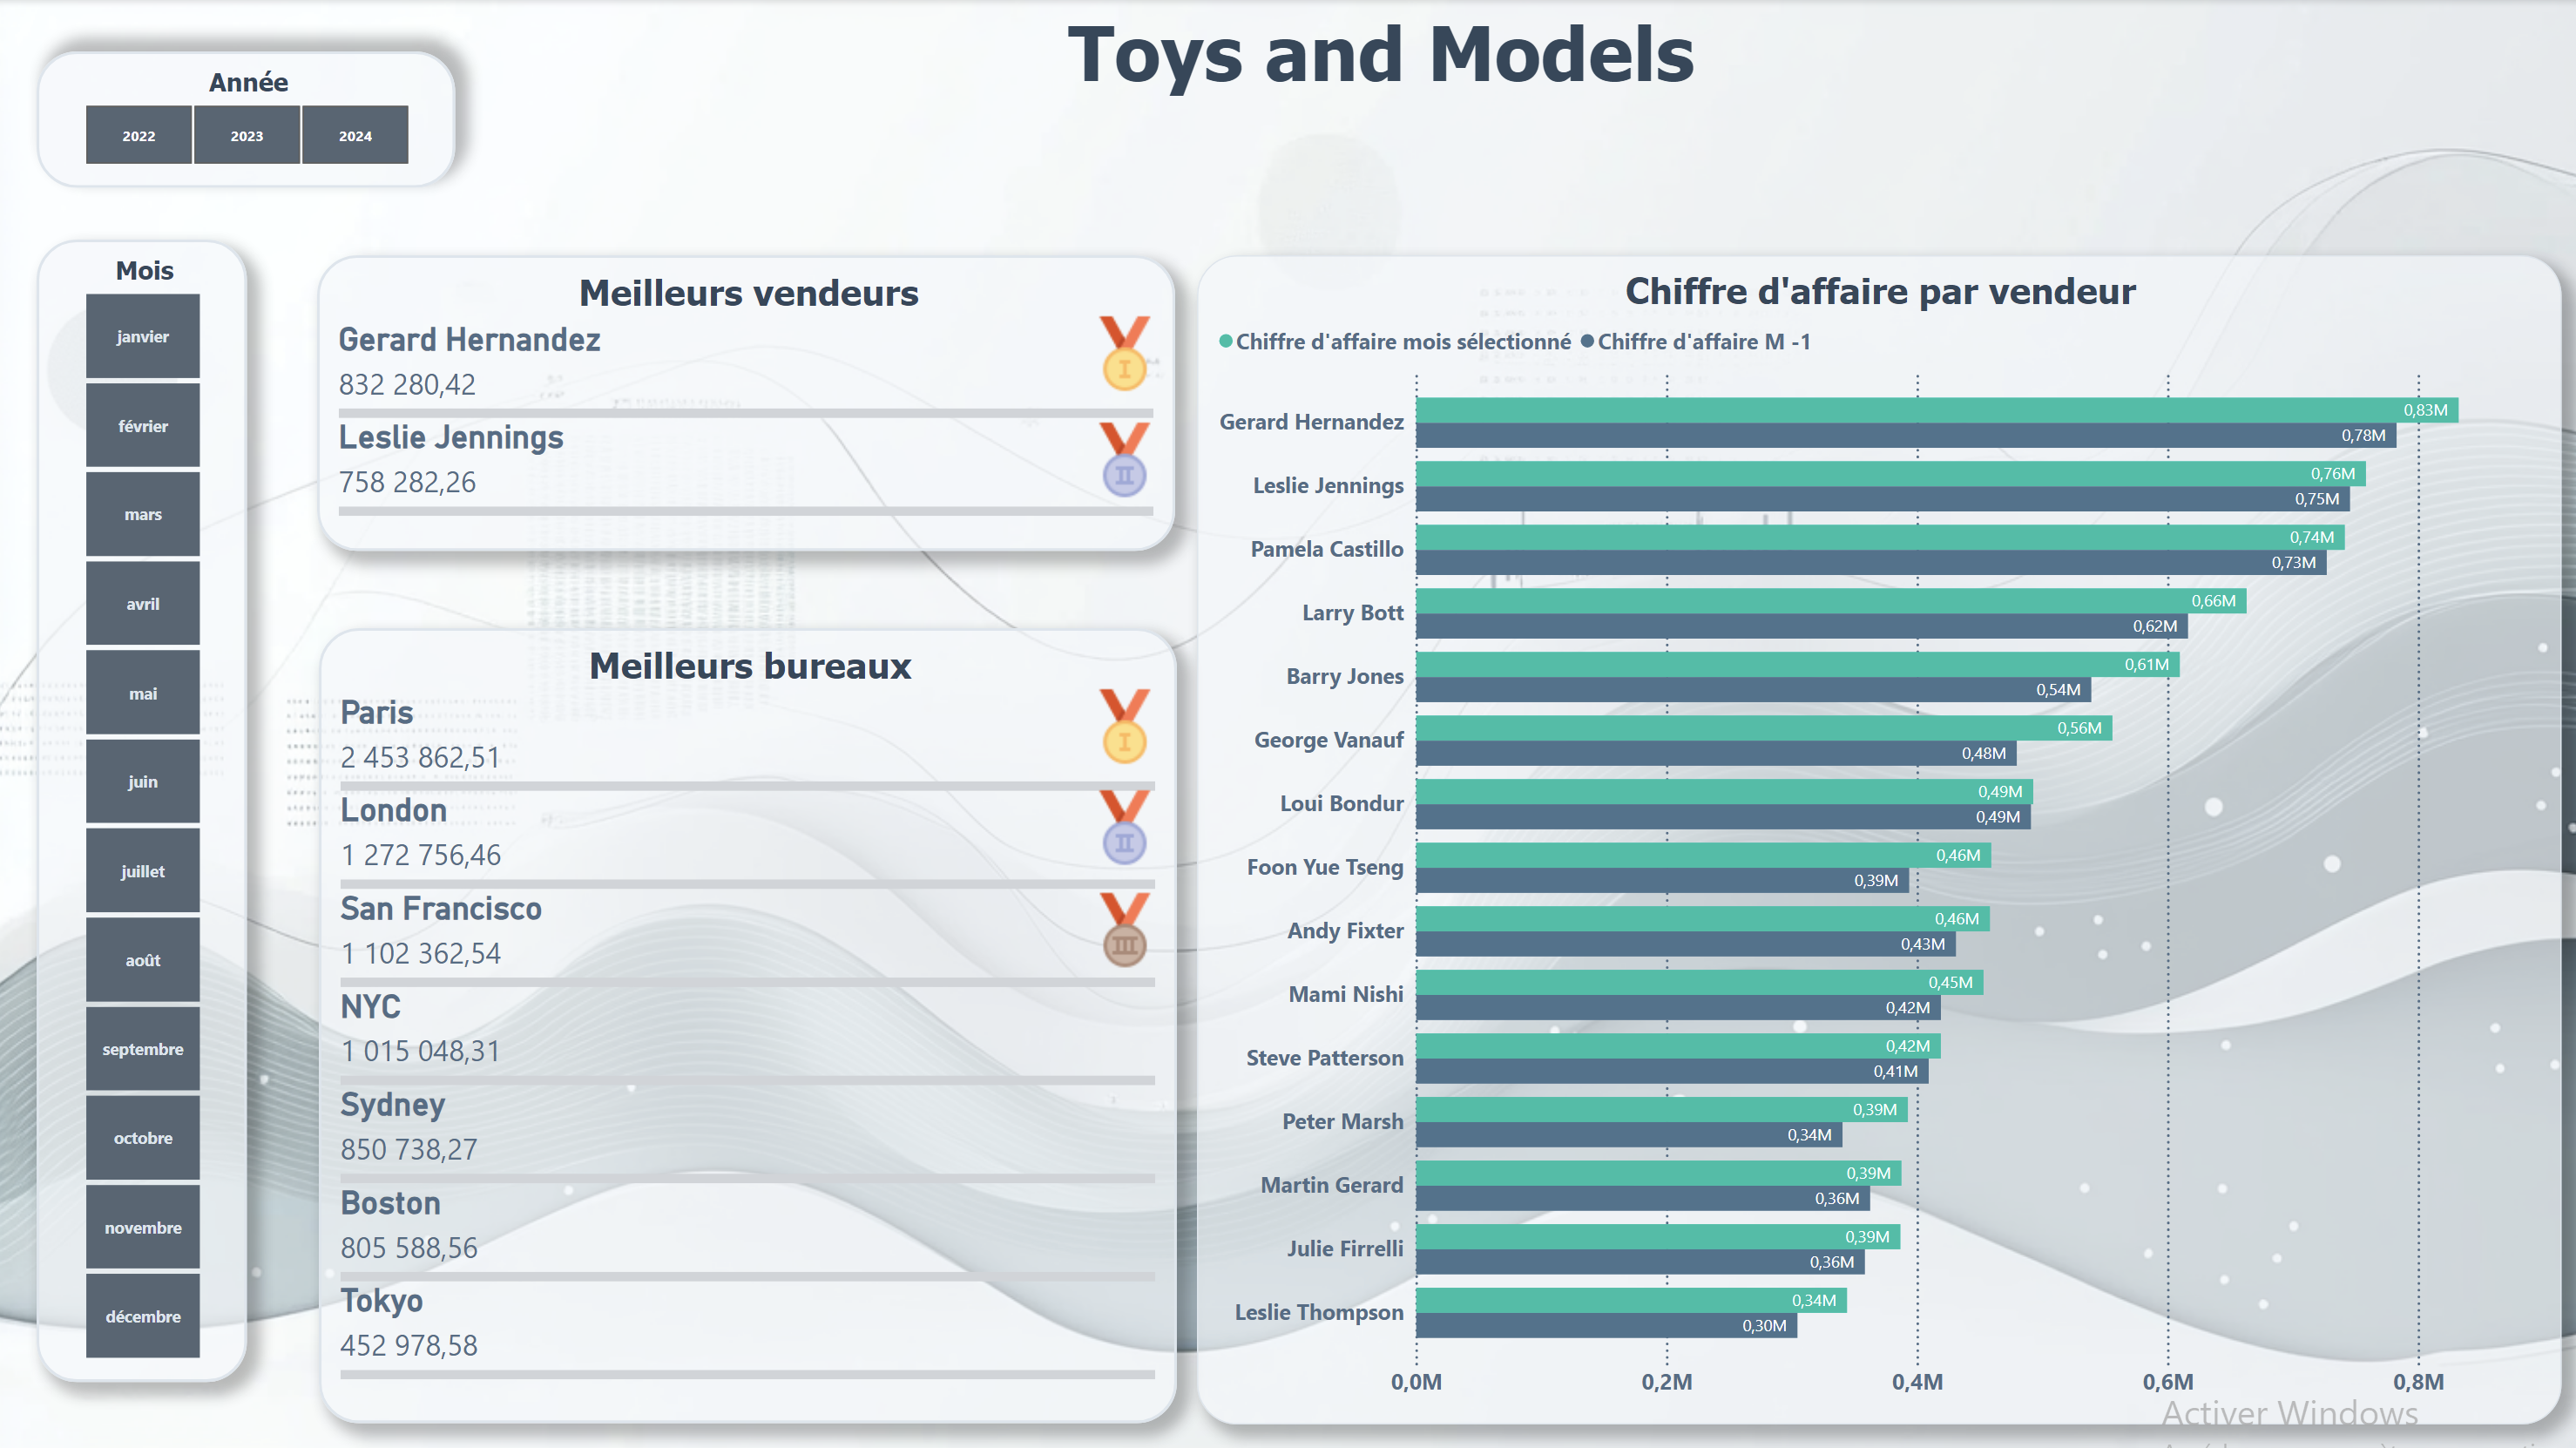 Toys and Models
Année
2022 2023 2024
Mois
janvier
février
mars
avril
mai
juin
juillet
août
septembre
octobre
novembre
décembre
Meilleurs vendeurs
Gerard Hernandez
832 280,42
I
Leslie Jennings
758 282,26
II
Meilleurs bureaux
Paris
2 453 862,51
I
London
1 272 756,46
II
San Francisco
1 102 362,54
III
NYC
1 015 048,31
Sydney
850 738,27
Boston
805 588,56
Tokyo
452 978,58
Chiffre d'affaire par vendeur
Chiffre d'affaire mois sélectionné Chiffre d'affaire M -1
Gerard Hernandez
0,83M
0,78M
Leslie Jennings
0,76M
0,75M
Pamela Castillo
0,74M
0,73M
Larry Bott
0,66M
0,62M
Barry Jones
0,61M
0,54M
George Vanauf
0,56M
0,48M
Loui Bondur
0,49M
0,49M
Foon Yue Tseng
0,46M
0,39M
Andy Fixter
0,46M
0,43M
Mami Nishi
0,45M
0,42M
Steve Patterson
0,42M
0,41M
Peter Marsh
0,39M
0,34M
Martin Gerard
0,39M
0,36M
Julie Firrelli
0,39M
0,36M
Leslie Thompson
0,34M
0,30M
0,0M 0,2M 0,4M 0,6M 0,8M
Activer Windows